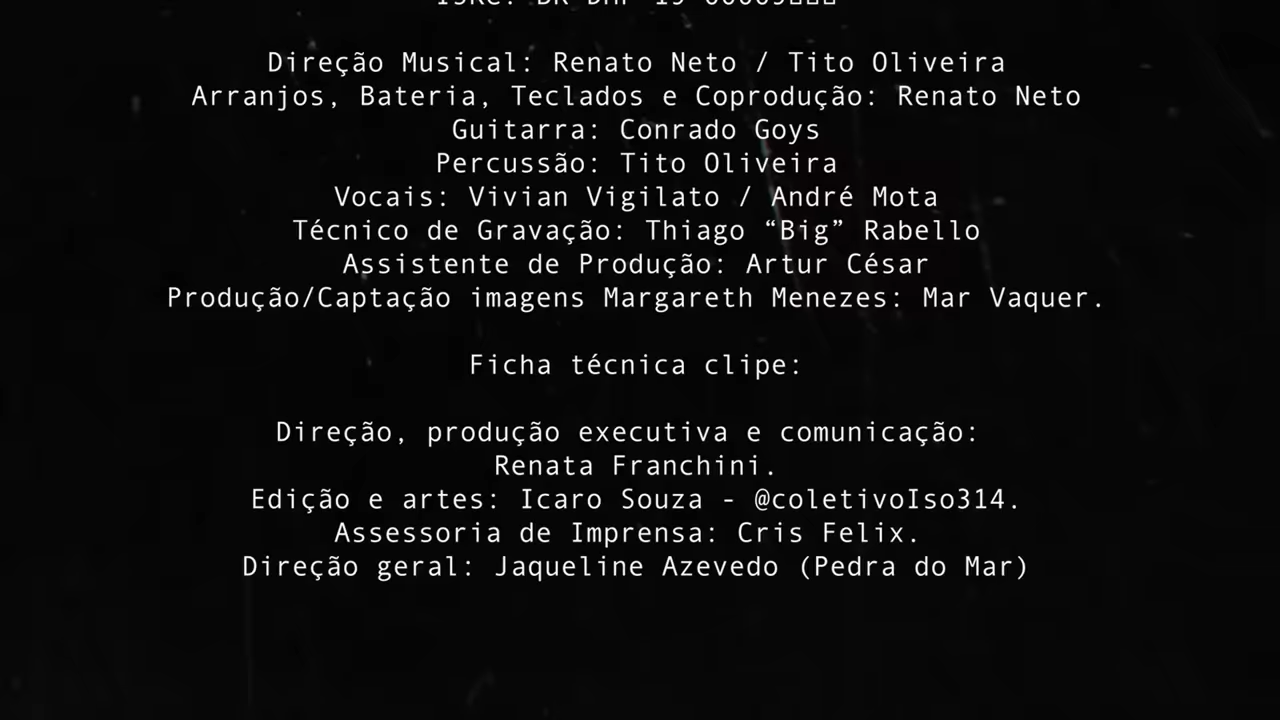 Direção Musical: Renato Neto / Tito Oliveira
Arranjos, Bateria, Teclados e Coprodução: Renato Neto
Guitarra: Conrado Goys
Percussão: Tito Oliveira
Vocais: Vivian Vigilato / André Mota
Técnico de Gravação: Thiago “Big” Rabello
Assistente de Produção: Artur César
Produção/Captação imagens Margareth Menezes: Mar Vaquer.
Ficha técnica clipe:
Direção, produção executiva e comunicação:
Renata Franchini.
Edição e artes: Icaro Souza - @coletivoIso314.
Assessoria de Imprensa: Cris Felix.
Direção geral: Jaqueline Azevedo (Pedra do Mar)